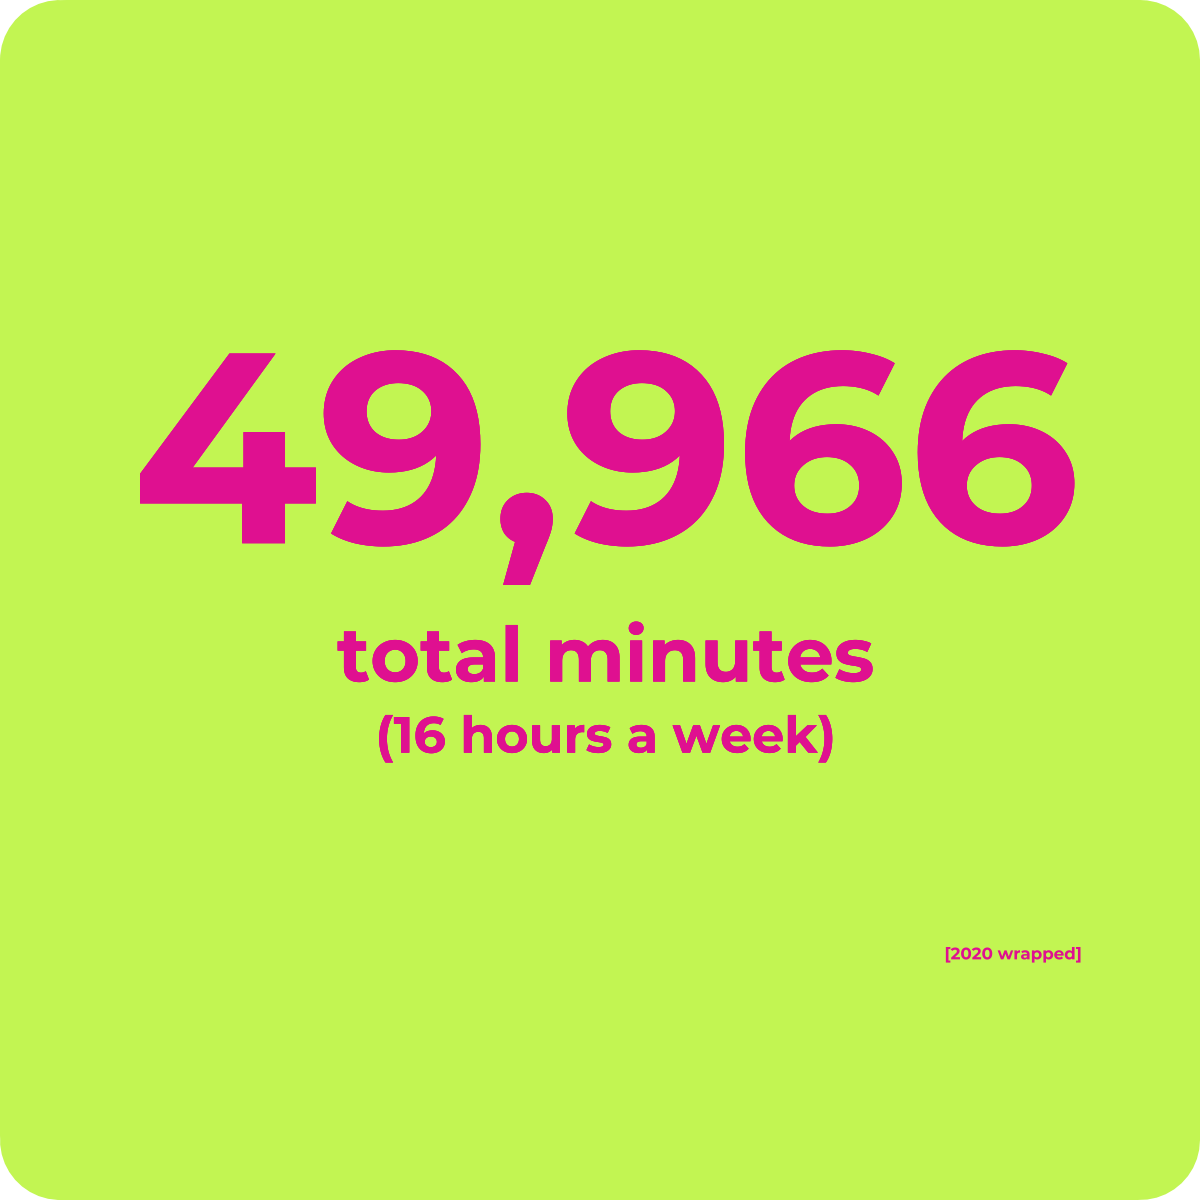 49,966
total minutes
(16 hours a week)
[2020 wrapped]